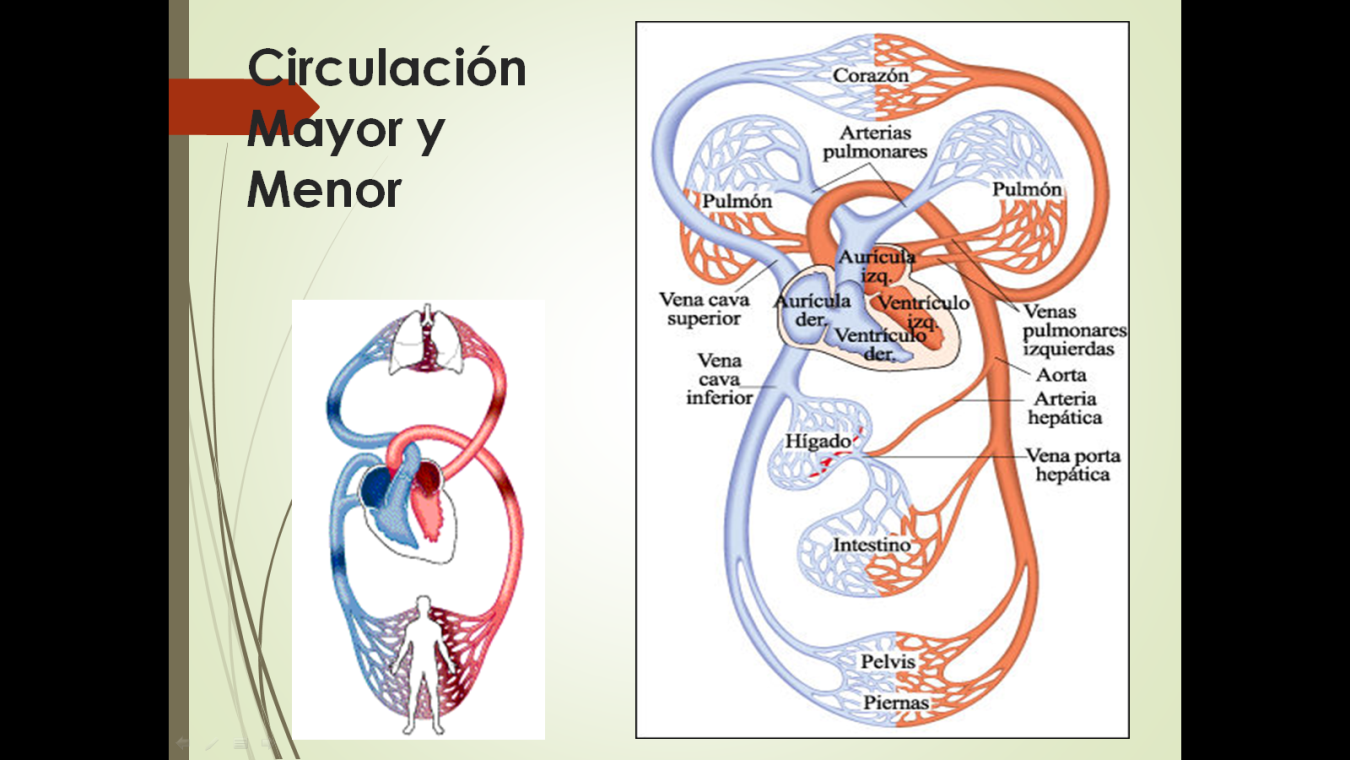 Circulación
Mayor y
Menor
Corazón
Arterias
pulmonares
Pulmón
Pulmón
Aurícula
izq.
Vena cava
superior
Aurícula
der.
Ventrículo
izq.
Ventrículo
der.
Venas
pulmonares
izquierdas
Vena
cava
inferior
Aorta
Arteria
hepática
Hígado
Vena porta
hepática
Intestino
Pelvis
Piernas